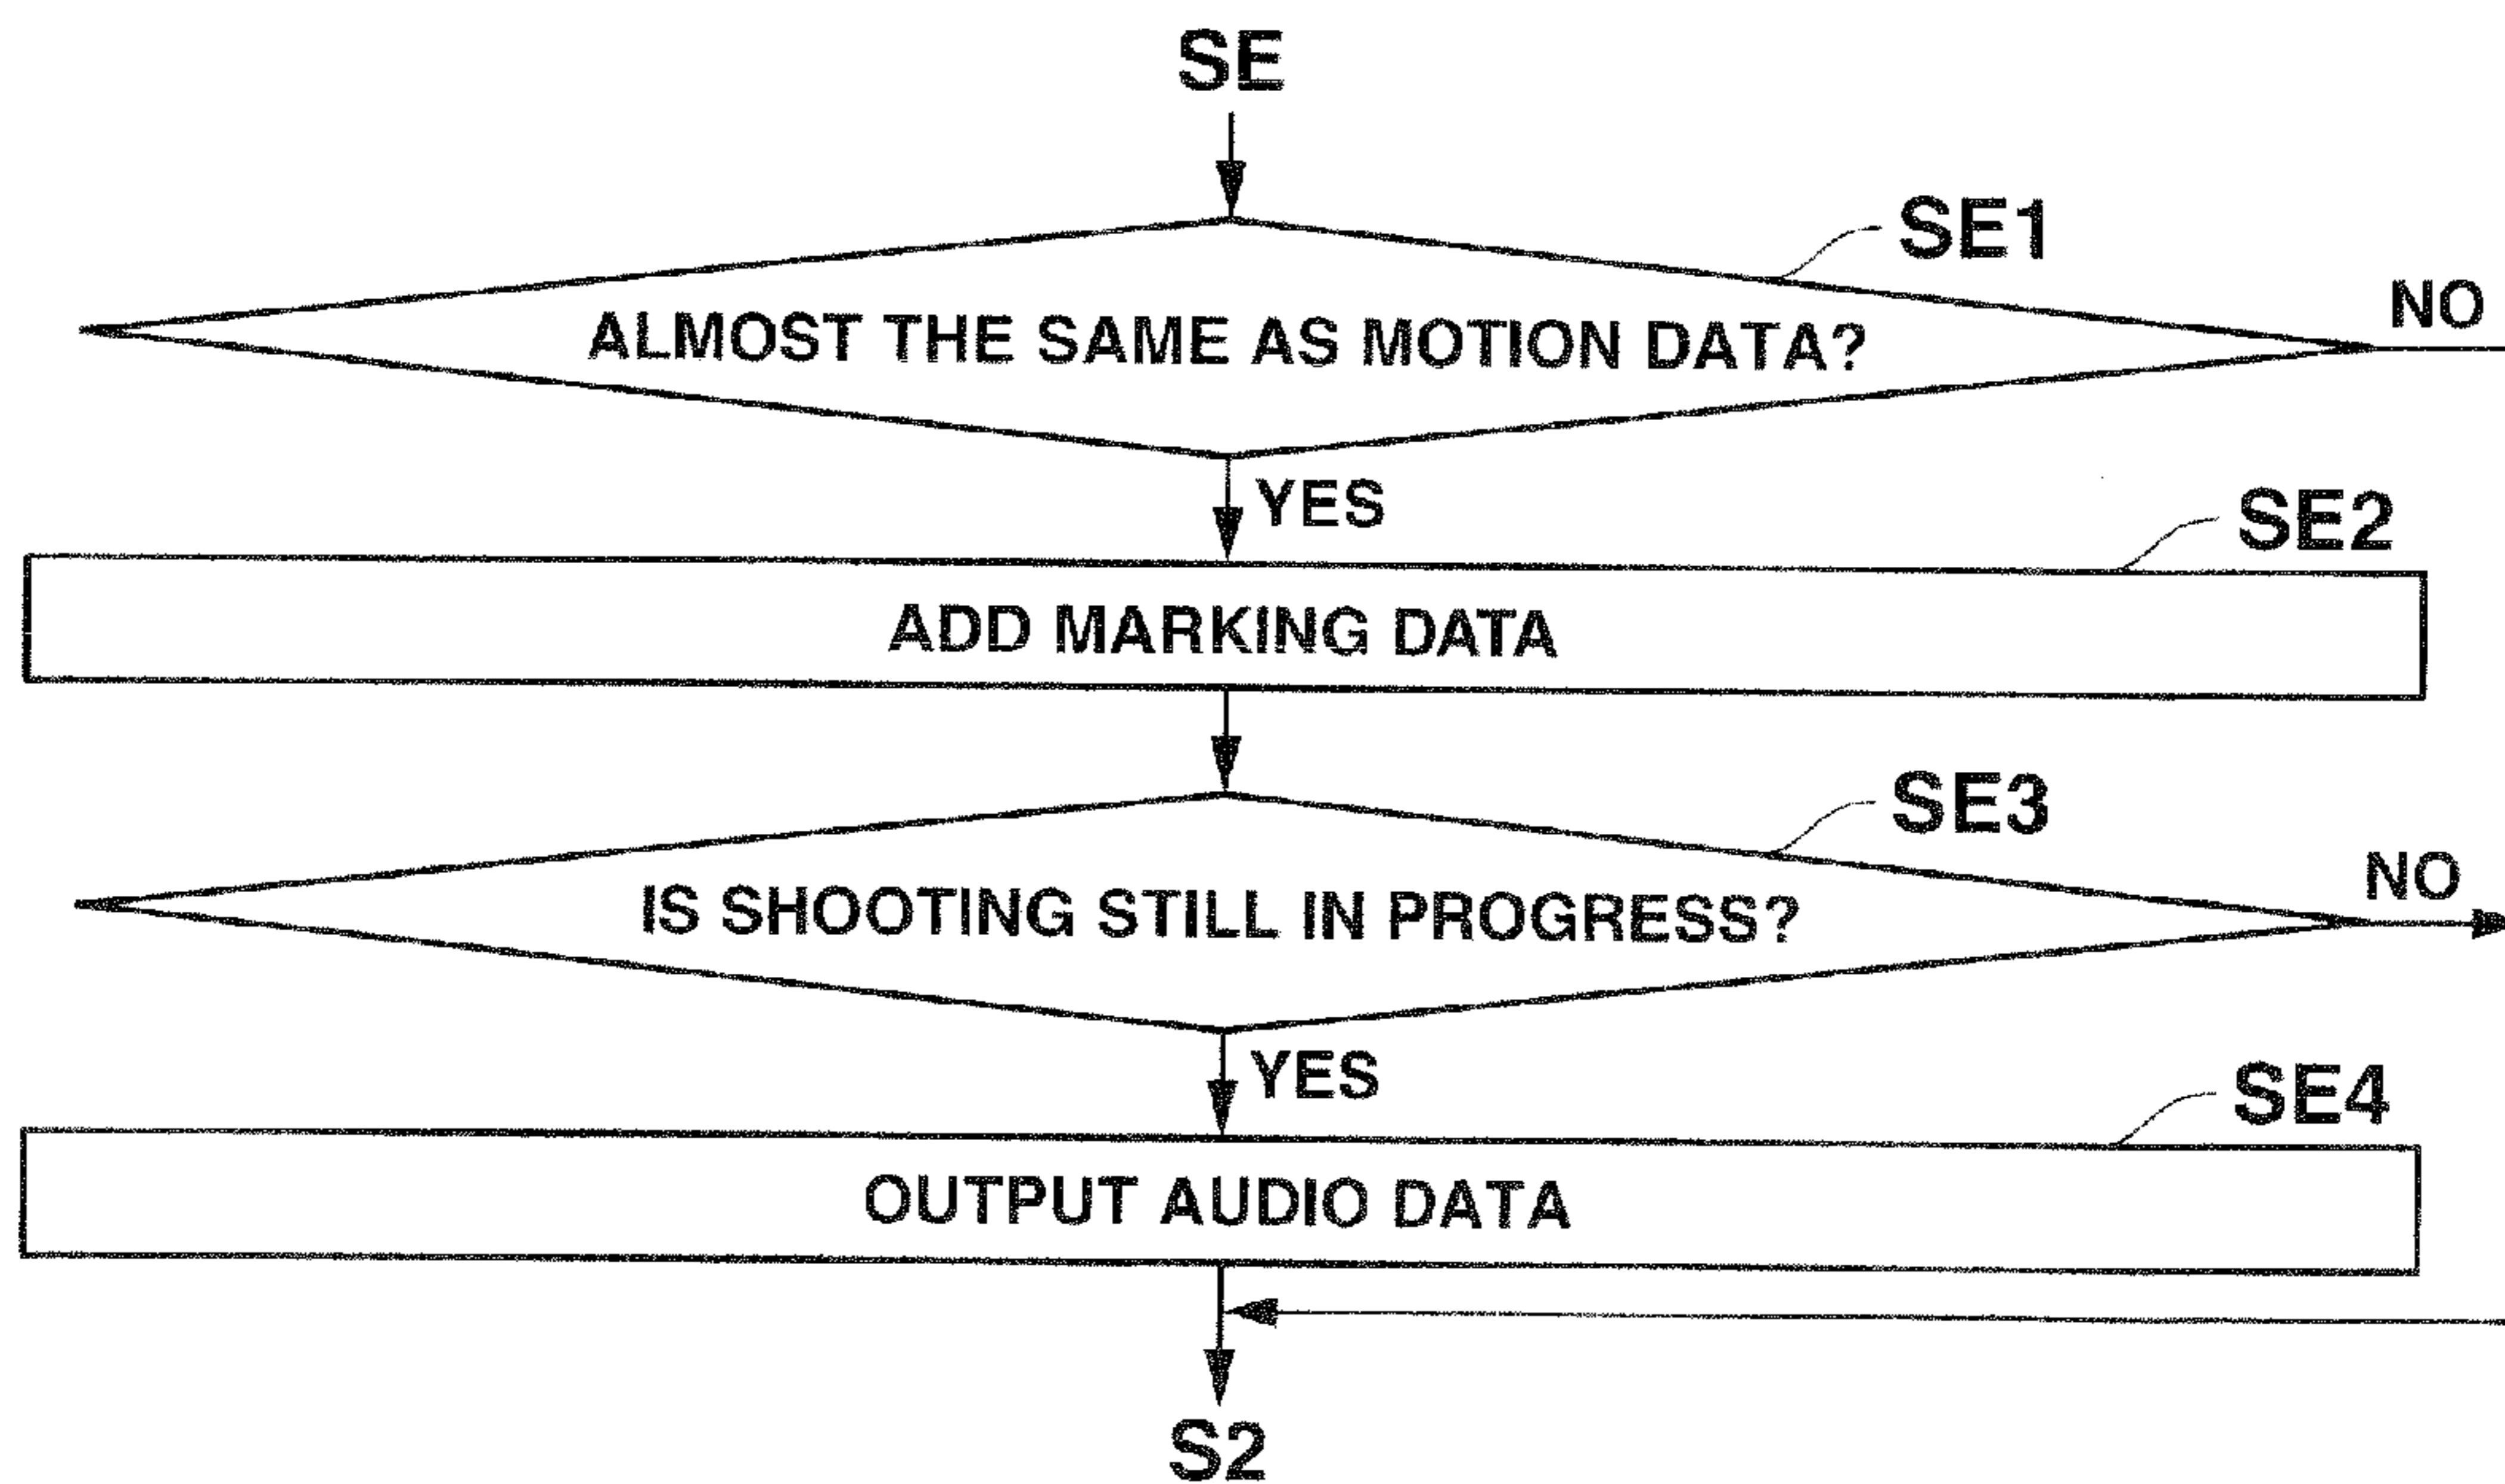 SE
SE1
NO
ALMOST THE SAME AS MOTION DATA?
YES
SE2
ADD MARKING DATA
SE3
NO
IS SHOOTING STILL IN PROGRESS?
YES
SE4
OUTPUT AUDIO DATA
S2